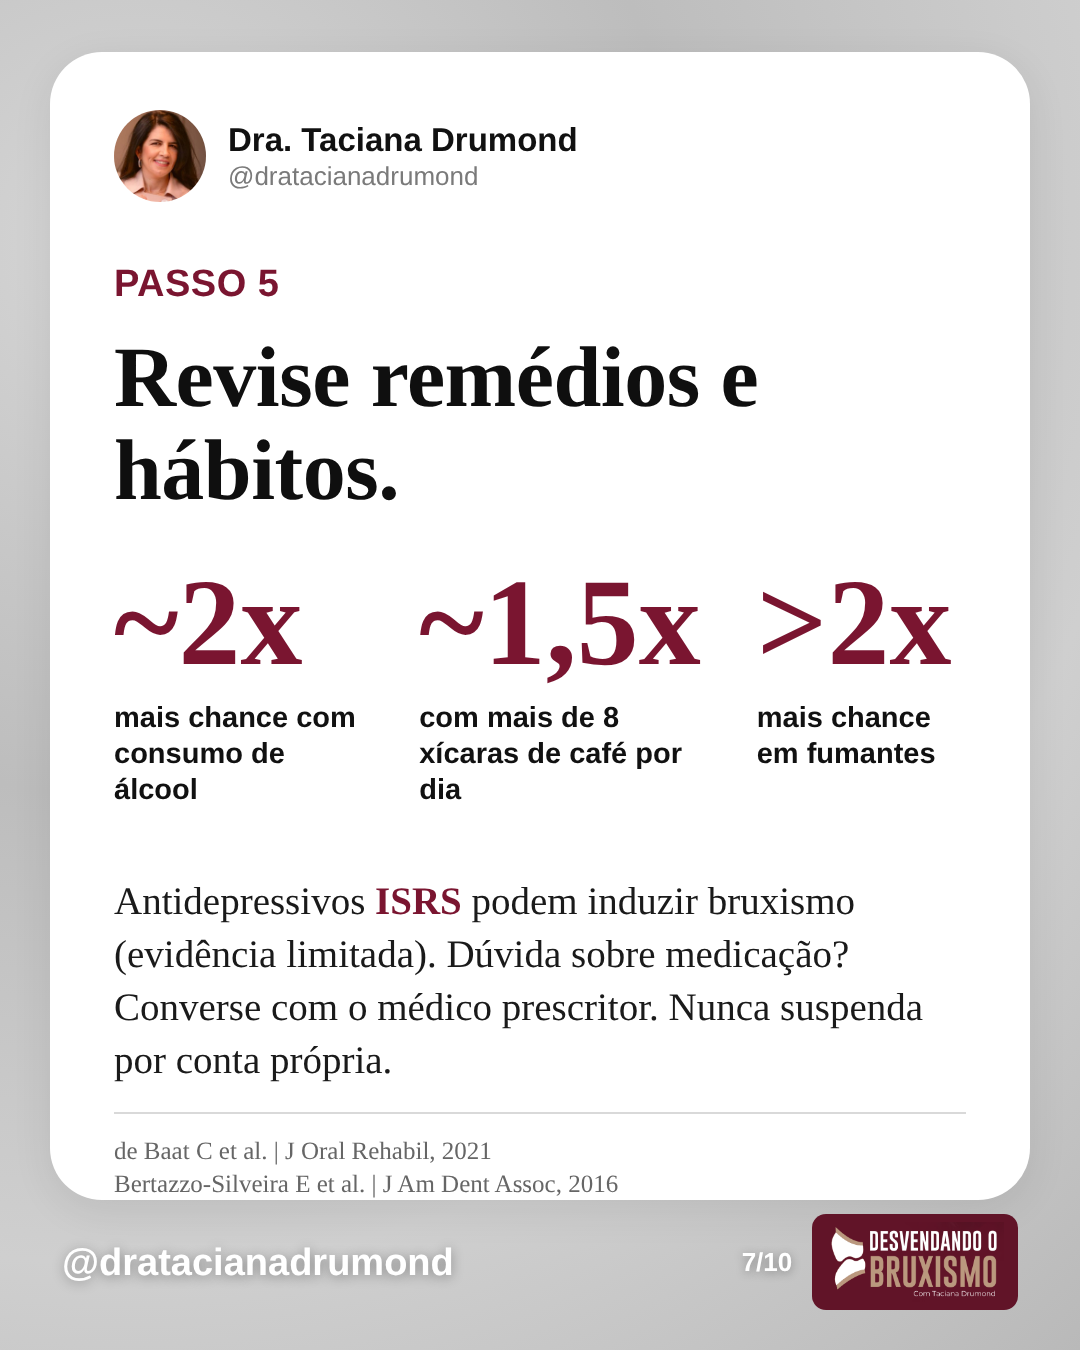 Dra. Taciana Drumond
@dratacianadrumond
PASSO 5
Revise remédios e
hábitos.
~2x
mais chance com
consumo de
álcool
~1,5x
com mais de 8
xícaras de café por
dia
>2x
mais chance
em fumantes
Antidepressivos ISRS podem induzir bruxismo
(evidência limitada). Dúvida sobre medicação?
Converse com o médico prescritor. Nunca suspenda
por conta própria.
de Baat C et al. | J Oral Rehabil, 2021
Bertazzo-Silveira E et al. | J Am Dent Assoc, 2016
@dratacianadrumond
7/10
DESVENDANDO O
BRUXISMO
Com Taciana Drumond